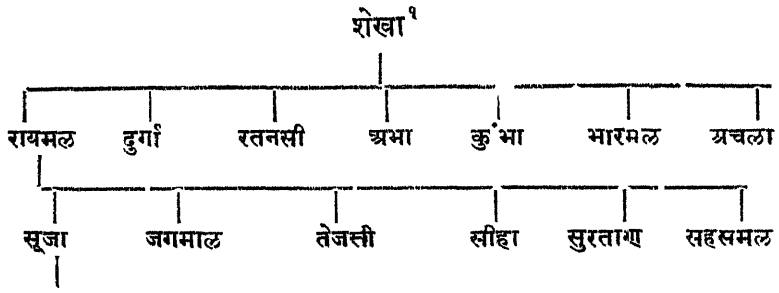 शेखा¹
रायमल दुर्गा रतनसी अभा कुंभा भारमल अचला
सूजा जगमाल तेजसी सीहा सुरताण सहसमल